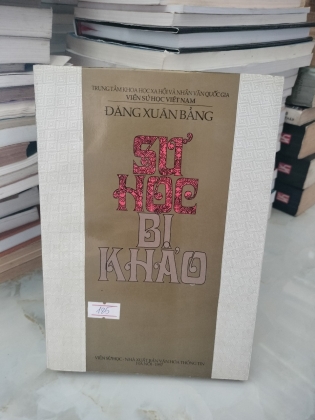 TRUNG TÂM KHOA HỌC XÃ HỘI VÀ NHÂN VĂN QUỐC GIA
VIỆN SỬ HỌC VIỆT NAM
ĐẶNG XUÂN BẢNG
SỬ
HỌC
BỊ
KHẢO
185